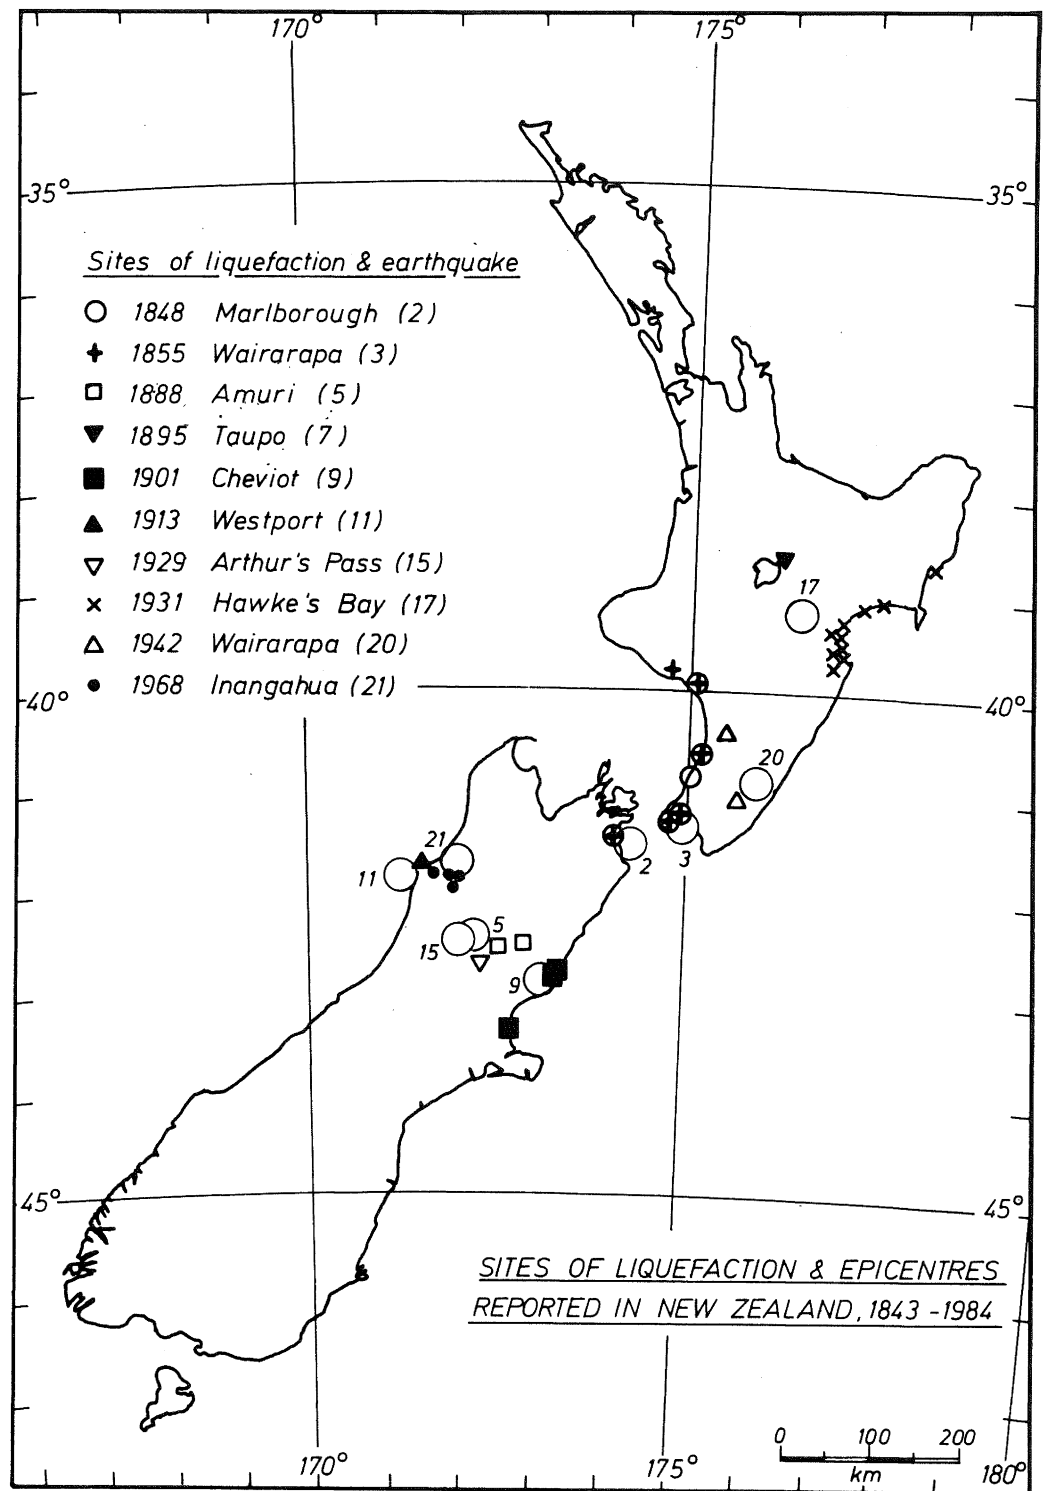 170° 175°
35° 35°
Sites of liquefaction & earthquake
1848 Marlborough (2)
1855 Wairarapa (3)
1888 Amuri (5)
1895 Taupo (7)
1901 Cheviot (9)
1913 Westport (11)
1929 Arthur's Pass (15)
1931 Hawke's Bay (17)
1942 Wairarapa (20)
1968 Inangahua (21)
17
40° 40°
20
21
11
2
3
5
15
9
45° 45°
SITES OF LIQUEFACTION & EPICENTRES
REPORTED IN NEW ZEALAND, 1843-1984
0 100 200
km
170° 175° 180°